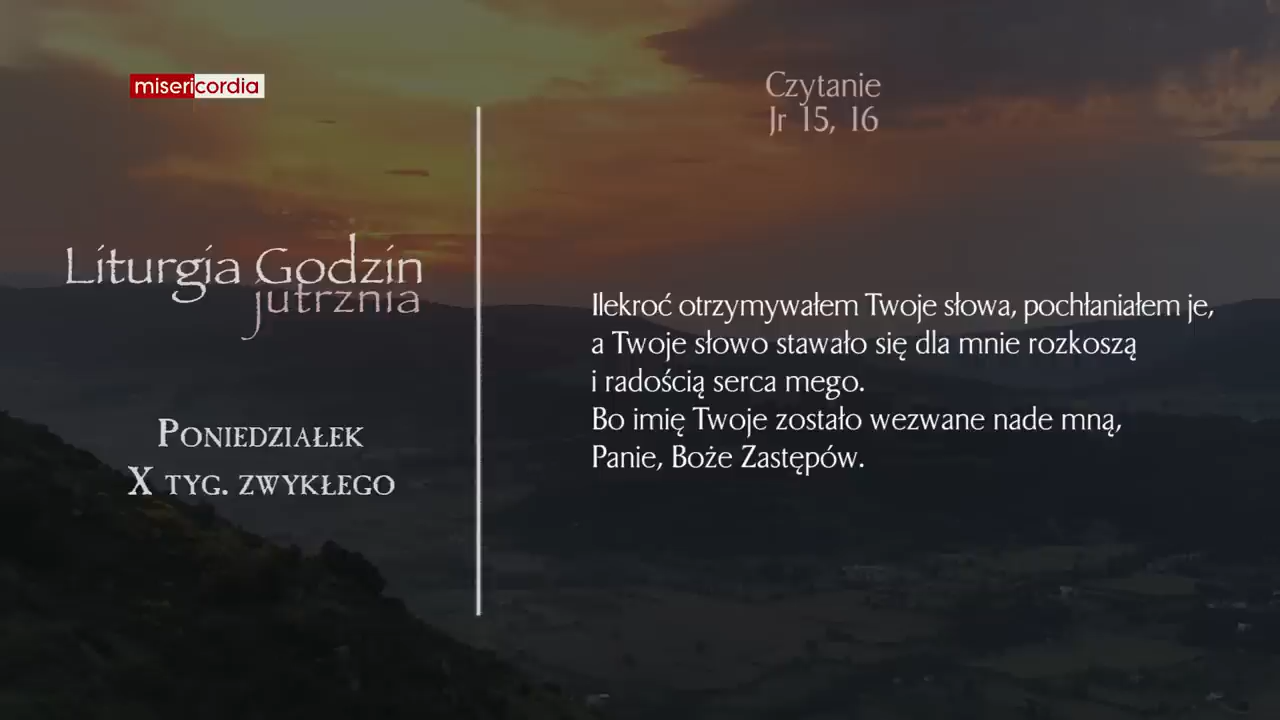 misericordia
Liturgia Godzin
jutrznia
Poniedziałek
X tyg. zwykłego
Czytanie
Jr 15, 16
Ilekroć otrzymywałem Twoje słowa, pochłaniałem je,
a Twoje słowo stawało się dla mnie rozkoszą
i radością serca mego.
Bo imię Twoje zostało wezwane nade mną,
Panie, Boże Zastępów.